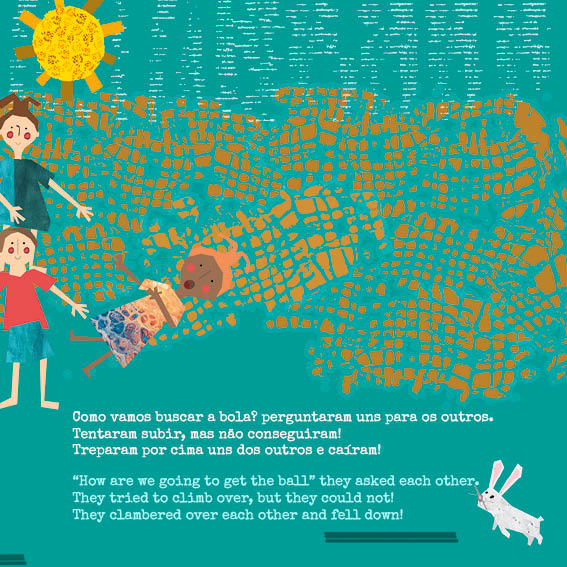 Como vamos buscar a bola? perguntaram uns para os outros.
Tentaram subir, mas não conseguiram!
Treparam por cima uns dos outros e caíram!
“How are we going to get the ball” they asked each other.
They tried to climb over, but they could not!
They clambered over each other and fell down!